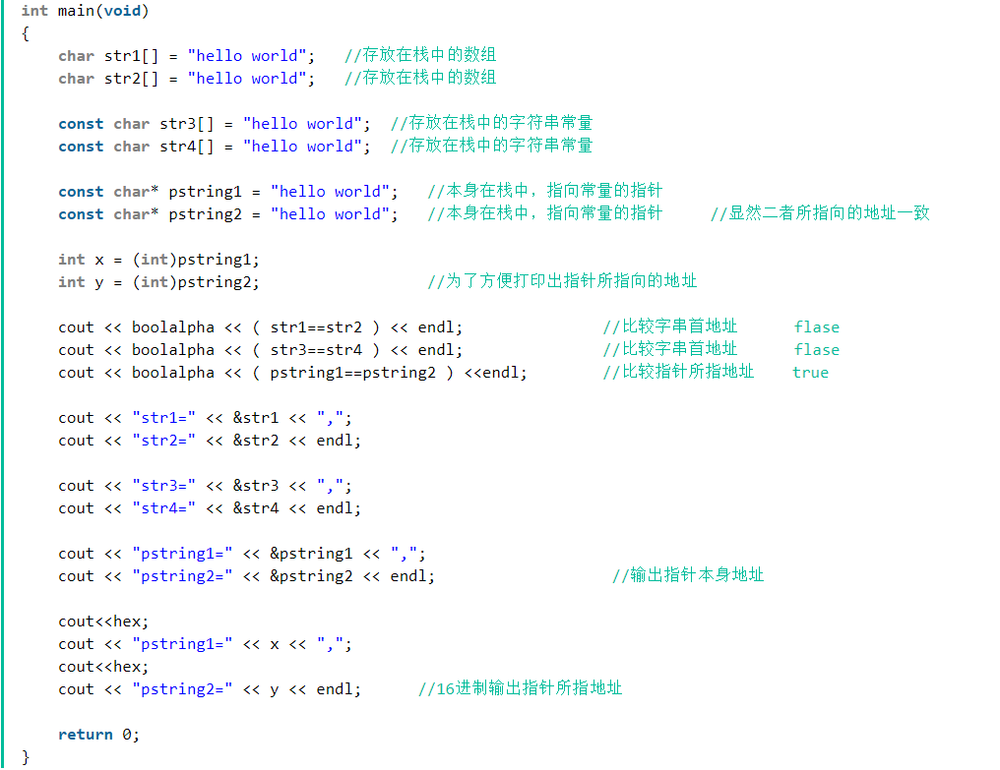 int main(void)
{
    char str1[] = "hello world";   //存放在栈中的数组
    char str2[] = "hello world";   //存放在栈中的数组
    const char str3[] = "hello world";  //存放在栈中的字符串常量
    const char str4[] = "hello world";  //存放在栈中的字符串常量
    const char* pstring1 = "hello world";   //本身在栈中，指向常量的指针
    const char* pstring2 = "hello world";   //本身在栈中，指向常量的指针     //显然二者所指向的地址一致
    int x = (int)pstring1;
    int y = (int)pstring2;                  //为了方便打印出指针所指向的地址
    cout << boolalpha << ( str1==str2 ) << endl;               //比较字串首地址      flase
    cout << boolalpha << ( str3==str4 ) << endl;               //比较字串首地址      flase
    cout << boolalpha << ( pstring1==pstring2 ) <<endl;        //比较指针所指地址    true
    cout << "str1=" << &str1 << ",";
    cout << "str2=" << &str2 << endl;
    cout << "str3=" << &str3 << ",";
    cout << "str4=" << &str4 << endl;
    cout << "pstring1=" << &pstring1 << ",";
    cout << "pstring2=" << &pstring2 << endl;                   //输出指针本身地址
    cout<<hex;
    cout << "pstring1=" << x << ",";
    cout<<hex;
    cout << "pstring2=" << y << endl;      //16进制输出指针所指地址
    return 0;
}